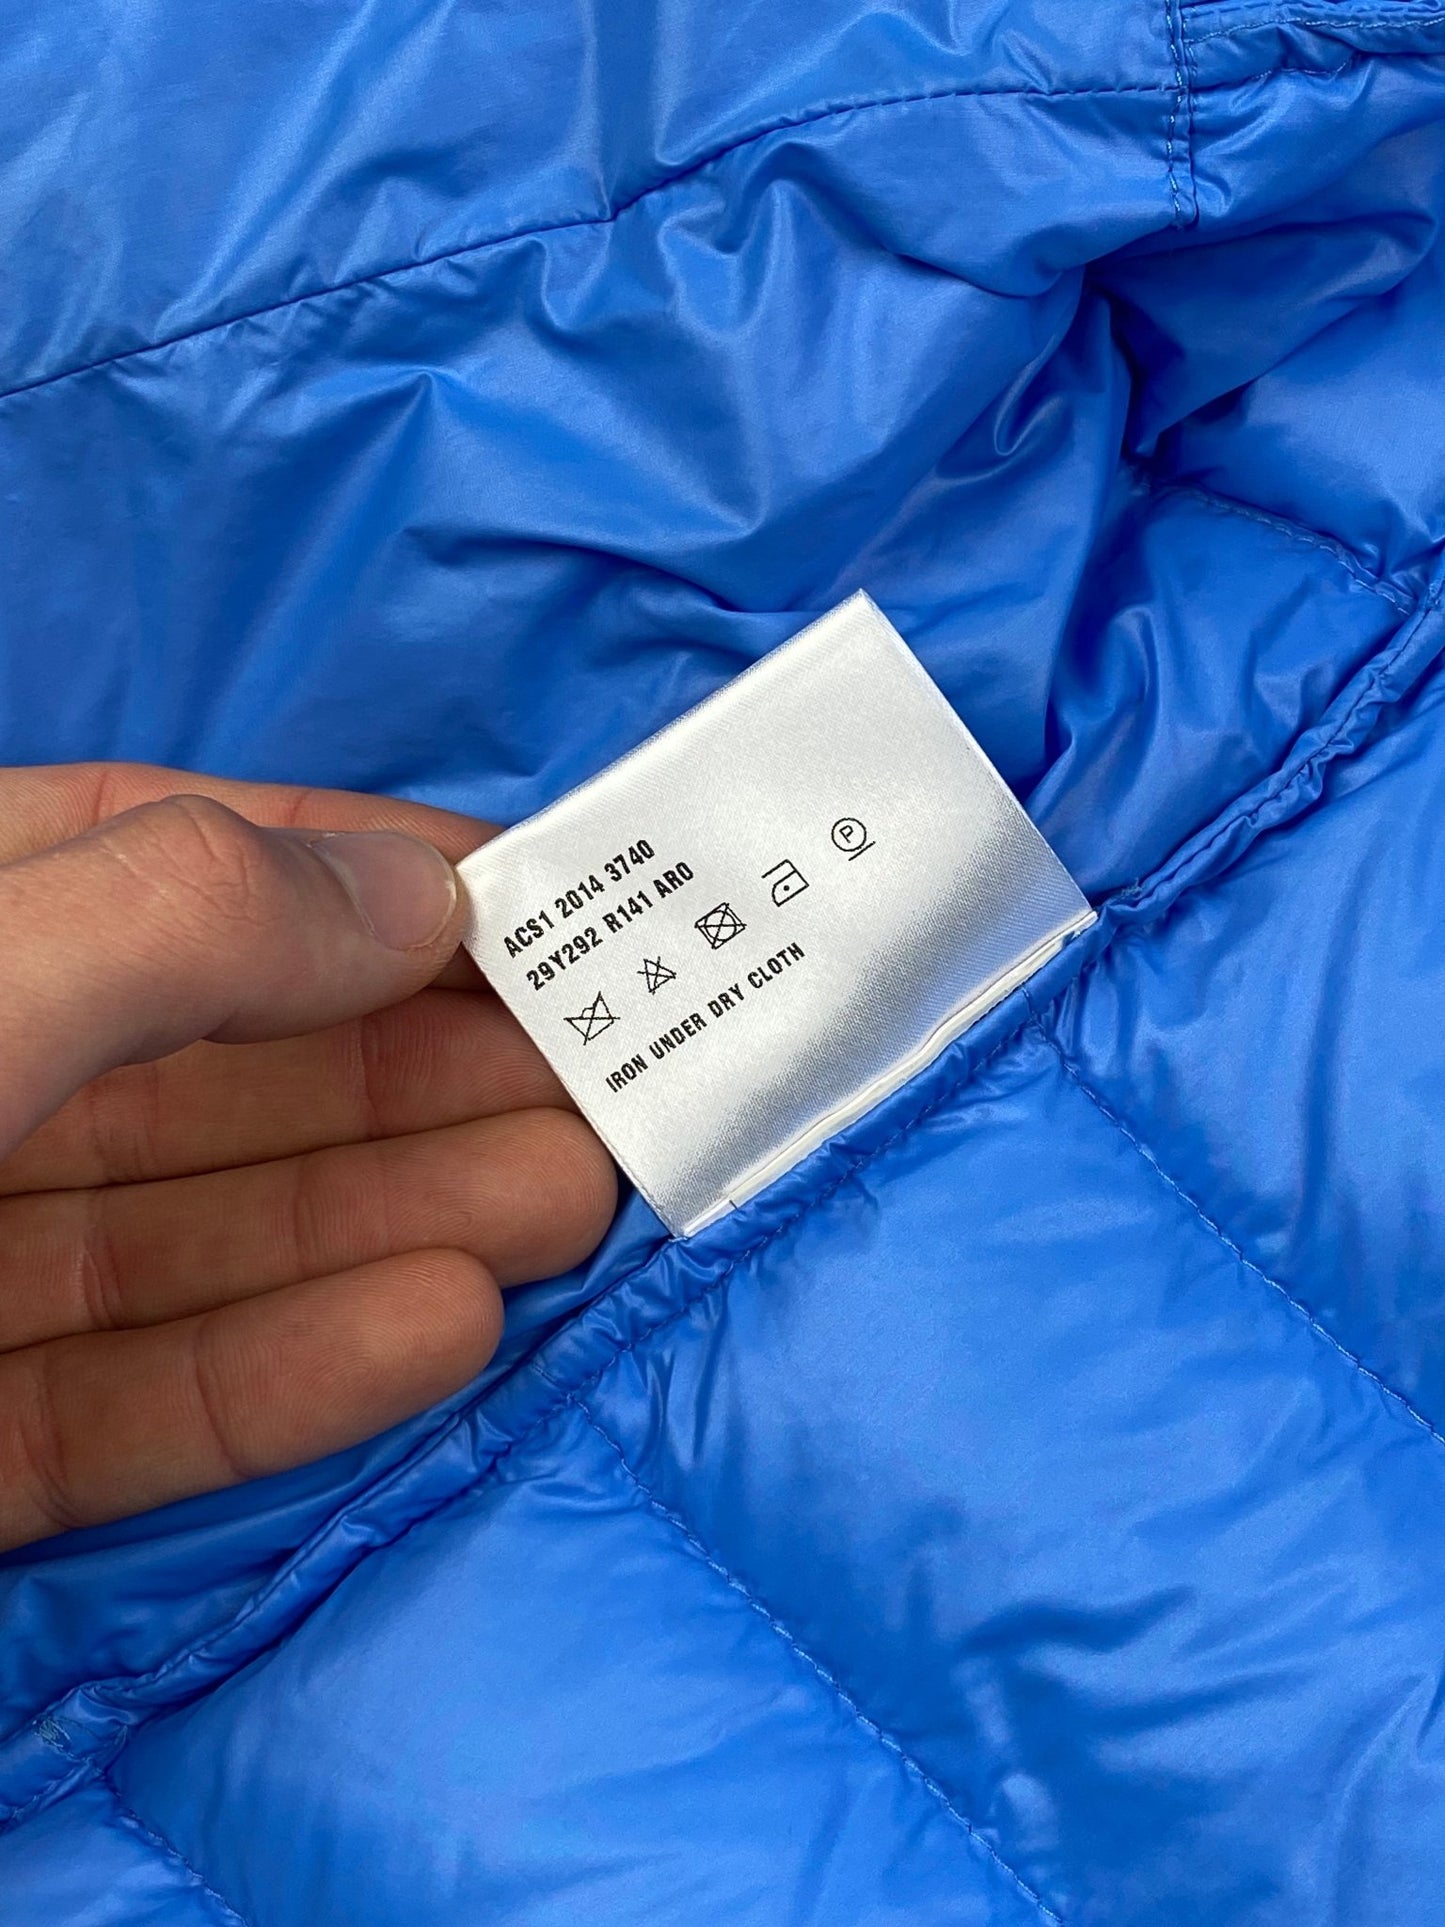 ACS1 2014 3740
29Y292 R141 ARO
P
IRON UNDER DRY CLOTH